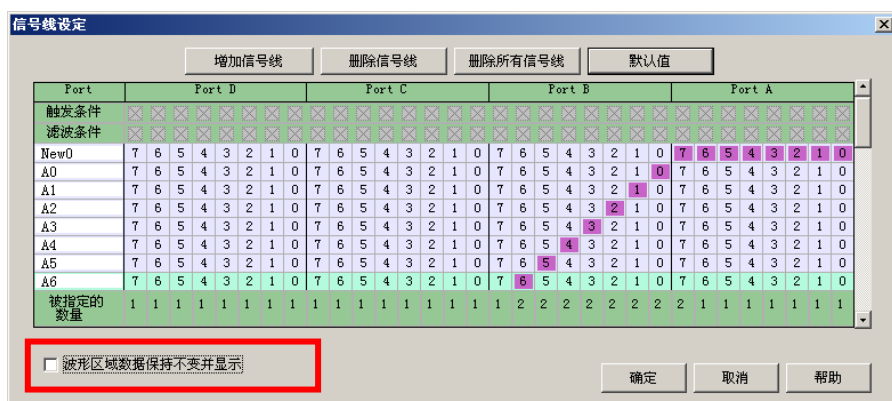 信号线设定
增加信号线 删除信号线 删除所有信号线 默认值
Port Port D Port C Port B Port A
触发条件
滤波条件
New0 7 6 5 4 3 2 1 0 7 6 5 4 3 2 1 0 7 6 5 4 3 2 1 0 7 6 5 4 3 2 1 0
A0 7 6 5 4 3 2 1 0 7 6 5 4 3 2 1 0 7 6 5 4 3 2 1 0 7 6 5 4 3 2 1 0
A1 7 6 5 4 3 2 1 0 7 6 5 4 3 2 1 0 7 6 5 4 3 2 1 0 7 6 5 4 3 2 1 0
A2 7 6 5 4 3 2 1 0 7 6 5 4 3 2 1 0 7 6 5 4 3 2 1 0 7 6 5 4 3 2 1 0
A3 7 6 5 4 3 2 1 0 7 6 5 4 3 2 1 0 7 6 5 4 3 2 1 0 7 6 5 4 3 2 1 0
A4 7 6 5 4 3 2 1 0 7 6 5 4 3 2 1 0 7 6 5 4 3 2 1 0 7 6 5 4 3 2 1 0
A5 7 6 5 4 3 2 1 0 7 6 5 4 3 2 1 0 7 6 5 4 3 2 1 0 7 6 5 4 3 2 1 0
A6 7 6 5 4 3 2 1 0 7 6 5 4 3 2 1 0 7 6 5 4 3 2 1 0 7 6 5 4 3 2 1 0
被指定的
数量 1 1 1 1 1 1 1 1 1 1 1 1 1 1 1 1 1 2 2 2 2 2 2 2 2 1 1 1 1 1 1 1
波形区域数据保持不变并显示
确定 取消 帮助